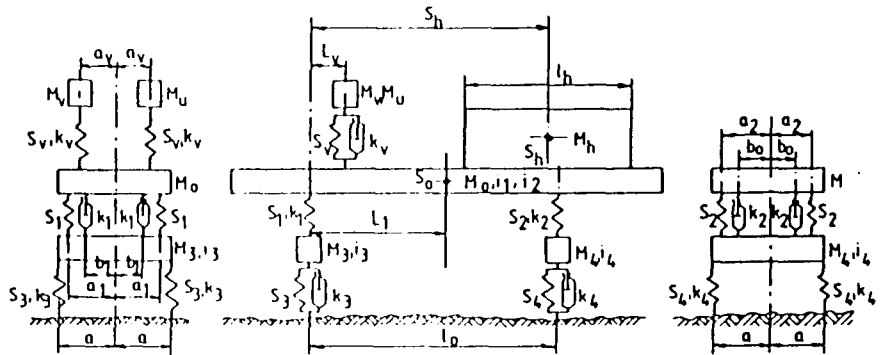 a_v a_v
M_v M_u
S_v,k_v S_v,k_v
M_o
S_1 k_1 k_1 S_1
M_3,i_3
b_1 b_1
S_3,k_3 a_1 a_1 S_3,k_3
a a
S_h
L_v
l_h
M_v,M_u
S_v k_v
S_h M_h
S_o M_o,i_1,i_2
S_1,k_1 S_2,k_2
L_1
M_3,i_3 M_4,i_4
S_3 k_3 S_4 k_4
l_o
a_2 a_2
b_o b_o
M
S_2 k_2 k_2 S_2
M_4,i_4
S_4,k_4 S_4,k_4
a a